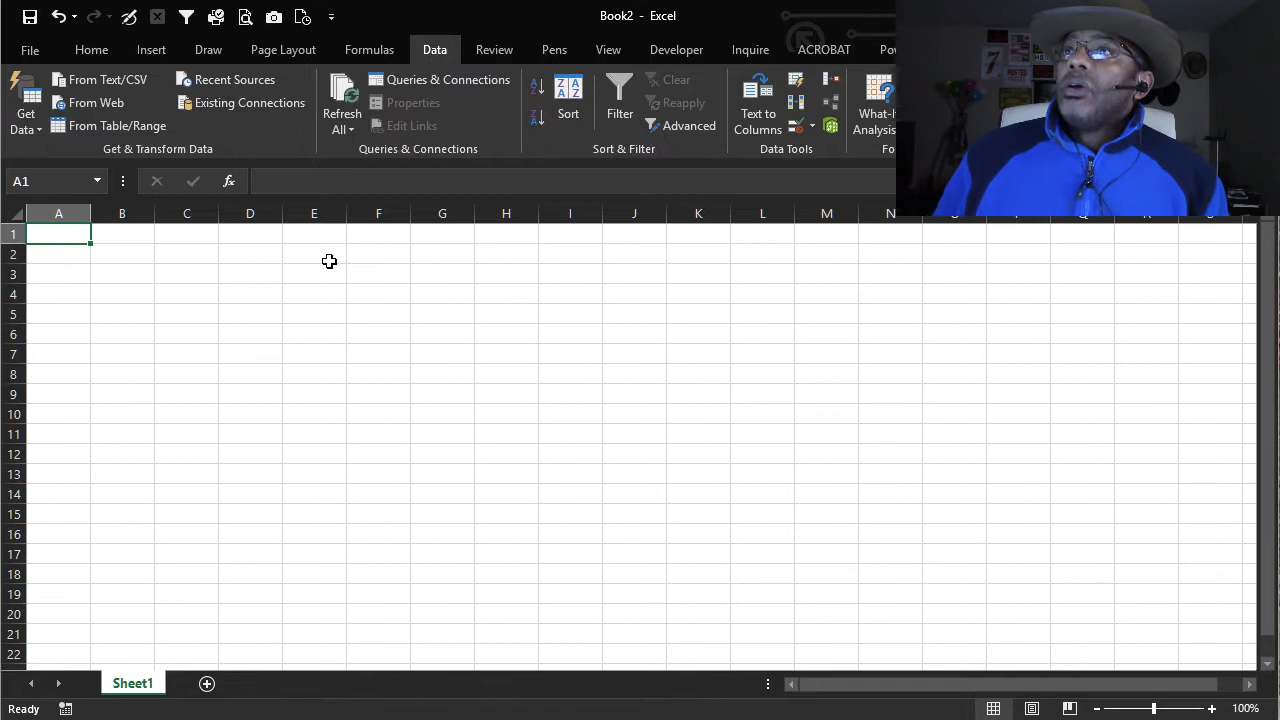 Book2 - Excel
File Home Insert Draw Page Layout Formulas Data Review Pens View Developer Inquire ACROBAT
Get Data
From Text/CSV
From Web
From Table/Range
Recent Sources
Existing Connections
Get & Transform Data
Refresh All
Queries & Connections
Properties
Edit Links
Queries & Connections
Sort
Filter
Clear
Reapply
Advanced
Sort & Filter
Text to Columns
Data Tools
What-If
Analysis
A1
fx
A B C D E F G H I J K L M N
1
2
3
4
5
6
7
8
9
10
11
12
13
14
15
16
17
18
19
20
21
22
Sheet1
Ready
100%